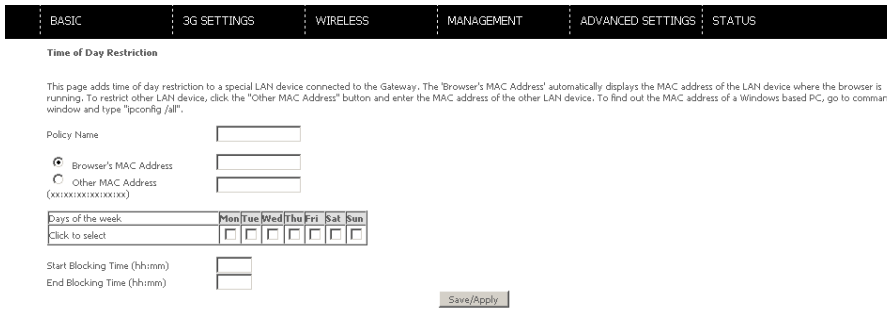 BASIC 3G SETTINGS WIRELESS MANAGEMENT ADVANCED SETTINGS STATUS
Time of Day Restriction
This page adds time of day restriction to a special LAN device connected to the Gateway. The 'Browser's MAC Address' automatically displays the MAC address of the LAN device where the browser is
running. To restrict other LAN device, click the "Other MAC Address" button and enter the MAC address of the other LAN device. To find out the MAC address of a Windows based PC, go to comman
window and type "ipconfig /all".
Policy Name
Browser's MAC Address
Other MAC Address
(xx:xx:xx:xx:xx:xx)
Days of the week Mon Tue Wed Thu Fri Sat Sun
Click to select
Start Blocking Time (hh:mm)
End Blocking Time (hh:mm)
Save/Apply